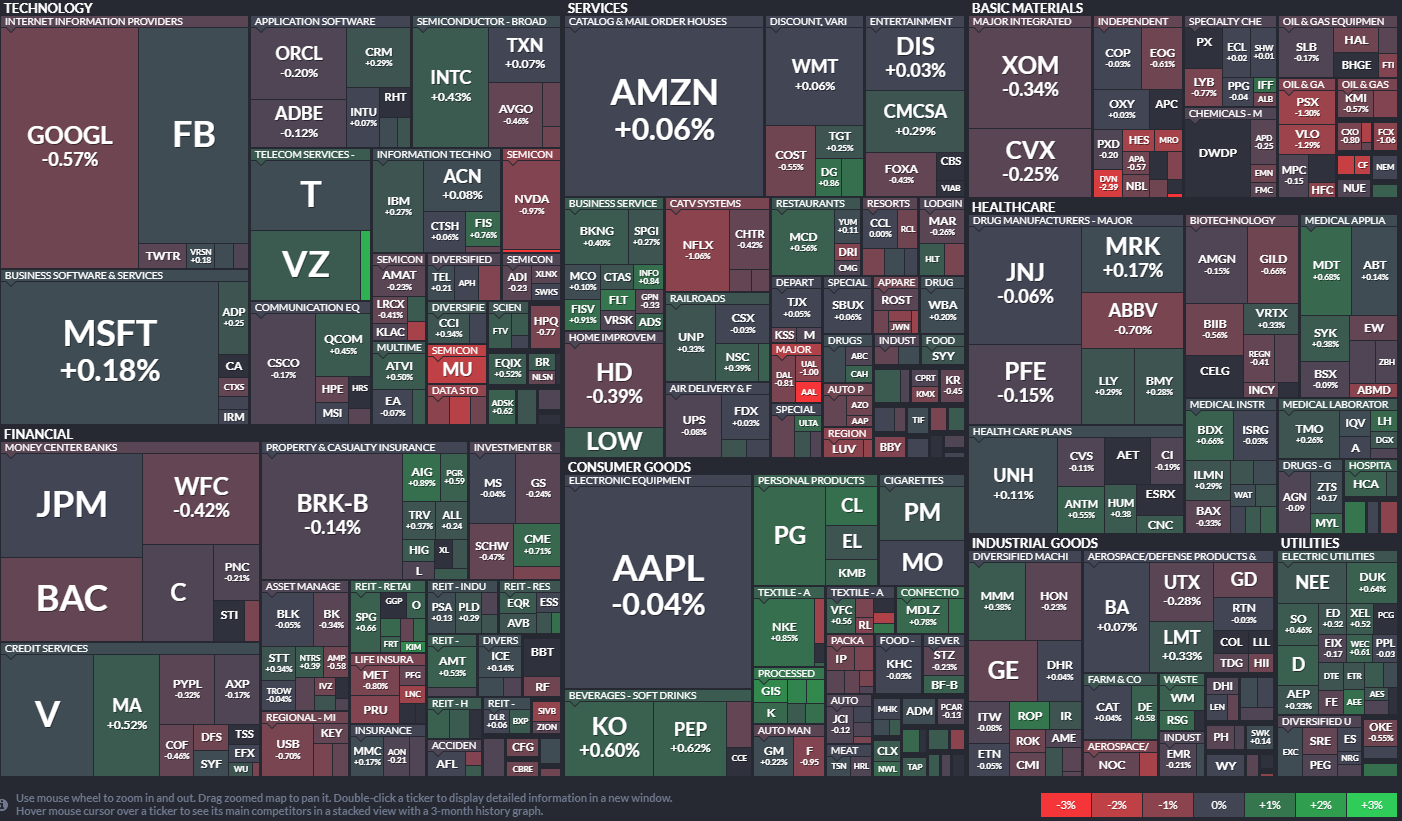 TECHNOLOGY
INTERNET INFORMATION PROVIDERS
GOOGL
-0.57%
FB
TWTR
VRSN
+0.18
APPLICATION SOFTWARE
ORCL
-0.20%
CRM
+0.29%
ADBE
-0.12%
INTU
+0.07%
RHT
SEMICONDUCTOR - BROAD
INTC
+0.43%
TXN
+0.07%
AVGO
-0.46%
TELECOM SERVICES -
T
VZ
INFORMATION TECHNO
IBM
+0.27%
ACN
+0.08%
CTSH
+0.06%
FIS
+0.76%
SEMICON
NVDA
-0.97%
BUSINESS SOFTWARE & SERVICES
MSFT
+0.18%
ADP
+0.25
CA
CTXS
IRM
COMMUNICATION EQ
CSCO
-0.17%
QCOM
+0.45%
HPE
HRS
MSI
SEMICON
AMAT
-0.23%
LRCX
-0.41%
KLAC
DIVERSIFIED
TEL
+0.21
APH
SEMICON
ADI
-0.23
XLNX
SWKS
MULTIME
ATVI
+0.50%
EA
-0.07%
DIVERSIFIE
CCI
+0.34%
SCIEN
FTV
HPQ
-0.77
SEMICON
MU
DATA STO
EQIX
+0.52%
BR
NLSN
ADSK
+0.62
FINANCIAL
MONEY CENTER BANKS
JPM
WFC
-0.42%
BAC
C
PNC
-0.21%
STI
CREDIT SERVICES
V
MA
+0.52%
PYPL
-0.32%
AXP
-0.17%
COF
-0.46%
DFS
SYF
TSS
EFX
WU
PROPERTY & CASUALTY INSURANCE
BRK-B
-0.14%
AIG
+0.89%
PGR
+0.59
TRV
+0.37%
ALL
+0.24
HIG
XL
L
INVESTMENT BR
MS
-0.04%
GS
-0.24%
SCHW
-0.47%
CME
+0.71%
ASSET MANAGE
BLK
-0.05%
BK
-0.34%
STT
+0.34%
NTRS
+0.39
AMP
-0.58
TROW
-0.04%
IVZ
REIT - RETAI
SPG
+0.66
GGP
O
FRT
KIM
REIT - INDU
PSA
+0.13
PLD
+0.29
REIT - RES
EQR
ESS
AVB
LIFE INSURA
MET
-0.80%
PFG
LNC
PRU
REIT -
AMT
+0.53%
DIVERS
ICE
+0.14%
BBT
RF
REGIONAL - MI
USB
-0.70%
KEY
INSURANCE
MMC
+0.17%
AON
-0.21
REIT - H
REIT -
DLR
+0.06
BXP
SIVB
ZION
ACCIDEN
AFL
CFG
CBRE
SERVICES
CATALOG & MAIL ORDER HOUSES
AMZN
+0.06%
DISCOUNT, VARI
WMT
+0.06%
COST
-0.55%
TGT
+0.25%
DG
+0.86
ENTERTAINMENT
DIS
+0.03%
CMCSA
+0.29%
FOXA
-0.43%
CBS
VIAB
BUSINESS SERVICE
BKNG
+0.40%
SPGI
+0.27%
MCO
+0.10%
CTAS
INFO
+0.84
FISV
+0.91%
FLT
GPN
-0.33
VRSK
ADS
CATV SYSTEMS
NFLX
-1.06%
CHTR
-0.42%
RESTAURANTS
MCD
+0.56%
YUM
+0.11
DRI
CMG
RESORTS
CCL
0.00%
RCL
LODGIN
MAR
-0.26%
HLT
RAILROADS
UNP
+0.33%
CSX
-0.03%
NSC
+0.39%
DEPART
TJX
+0.05%
KSS
M
SPECIAL
SBUX
+0.06%
APPARE
ROST
JWN
DRUG
WBA
+0.20%
HOME IMPROVEM
HD
-0.39%
LOW
AIR DELIVERY & F
UPS
-0.08%
FDX
+0.03%
MAJOR
DAL
-0.81
UAL
-1.00
AAL
DRUGS
ABC
CAH
INDUST
FOOD
SYY
SPECIAL
ULTA
AUTO P
AZO
AAP
CPRT
KMX
KR
-0.45
REGION
LUV
BBY
TIF
CONSUMER GOODS
ELECTRONIC EQUIPMENT
AAPL
-0.04%
PERSONAL PRODUCTS
PG
CL
EL
KMB
CIGARETTES
PM
MO
TEXTILE - A
NKE
+0.85%
TEXTILE - A
VFC
+0.56
RL
CONFECTIO
MDLZ
+0.78%
PACKA
IP
FOOD -
KHC
-0.03%
BEVER
STZ
-0.23%
BF-B
PROCESSED
GIS
K
BEVERAGES - SOFT DRINKS
KO
+0.60%
PEP
+0.62%
CCE
AUTO
JCI
-0.12
MHK
ADM
PCAR
-0.13
AUTO MAN
GM
+0.22%
F
-0.95
MEAT
TSN
HRL
CLX
NWL
TAP
BASIC MATERIALS
MAJOR INTEGRATED
XOM
-0.34%
CVX
-0.25%
INDEPENDENT
COP
-0.03%
EOG
-0.61%
OXY
+0.03%
APC
PXD
-0.20
HES
MRO
APA
-0.57
DVN
-2.39
NBL
SPECIALTY CHE
PX
ECL
+0.02
SHW
+0.01
LYB
-0.77%
PPG
-0.04
IFF
ALB
CHEMICALS - M
DWDP
APD
-0.25
EMN
FMC
OIL & GAS EQUIPMEN
SLB
-0.17%
HAL
BHGE
FTI
OIL & GA
PSX
-1.30%
VLO
-1.29%
MPC
-0.15
HFC
OIL & GAS
KMI
-0.57%
CXO
-0.80
FCX
-1.06
CF
NEM
NUE
HEALTHCARE
DRUG MANUFACTURERS - MAJOR
JNJ
-0.06%
MRK
+0.17%
ABBV
-0.70%
PFE
-0.15%
LLY
+0.29%
BMY
+0.28%
BIOTECHNOLOGY
AMGN
-0.15%
GILD
-0.66%
BIIB
-0.56%
VRTX
+0.33%
CELG
REGN
-0.41
INCY
MEDICAL APPLIA
MDT
+0.68%
ABT
+0.14%
SYK
+0.38%
EW
BSX
-0.09%
ZBH
ABMD
HEALTH CARE PLANS
UNH
+0.11%
CVS
-0.11%
AET
CI
-0.19%
ANTM
+0.55%
HUM
+0.38
ESRX
CNC
MEDICAL INSTR
BDX
+0.66%
ISRG
-0.03%
ILMN
+0.29%
WAT
BAX
-0.33%
MEDICAL LABORATOR
TMO
+0.26%
IQV
LH
A
DGX
DRUGS - G
AGN
-0.09
ZTS
+0.17
MYL
HOSPITA
HCA
INDUSTRIAL GOODS
DIVERSIFIED MACHI
MMM
+0.38%
HON
-0.23%
GE
DHR
+0.04%
ITW
-0.08%
ROP
IR
ETN
-0.05%
ROK
AME
CMI
AEROSPACE/DEFENSE PRODUCTS &
BA
+0.07%
UTX
-0.28%
GD
LMT
+0.33%
RTN
-0.03%
COL
LLL
TDG
HII
FARM & CO
CAT
-0.04%
DE
+0.58
WASTE
WM
RSG
DHI
LEN
AEROSPACE/
NOC
INDUST
EMR
-0.21%
PH
SWK
+0.14
WY
UTILITIES
ELECTRIC UTILITIES
NEE
DUK
+0.64%
SO
+0.46%
ED
+0.32
XEL
+0.52
PCG
D
EIX
-0.17
WEC
+0.61
PPL
-0.03
DTE
ETR
AEP
+0.33%
FE
AEE
AES
DIVERSIFIED U
EXC
SRE
ES
PEG
NRG
OKE
-0.55%
Use mouse wheel to zoom in and out. Drag zoomed map to pan it. Double-click a ticker to display detailed information in a new window.
Hover mouse cursor over a ticker to see its main competitors in a stacked view with a 3-month history graph.
-3%
-2%
-1%
0%
+1%
+2%
+3%